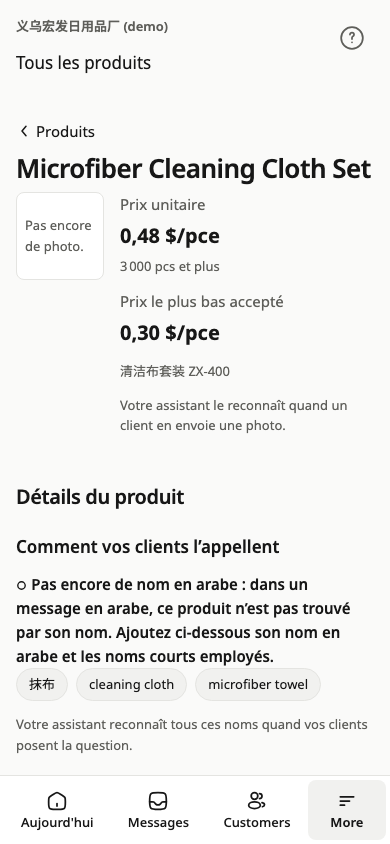 义乌宏发日用品厂 (demo)
Tous les produits
Produits
Microfiber Cleaning Cloth Set
Pas encore
de photo.
Prix unitaire
0,48 $/pce
3 000 pcs et plus
Prix le plus bas accepté
0,30 $/pce
清洁布套装 ZX-400
Votre assistant le reconnaît quand un
client en envoie une photo.
Détails du produit
Comment vos clients l’appellent
Pas encore de nom en arabe : dans un
message en arabe, ce produit n’est pas trouvé
par son nom. Ajoutez ci-dessous son nom en
arabe et les noms courts employés.
抹布 cleaning cloth microfiber towel
Votre assistant reconnaît tous ces noms quand vos clients
posent la question.
Aujourd'hui Messages Customers More